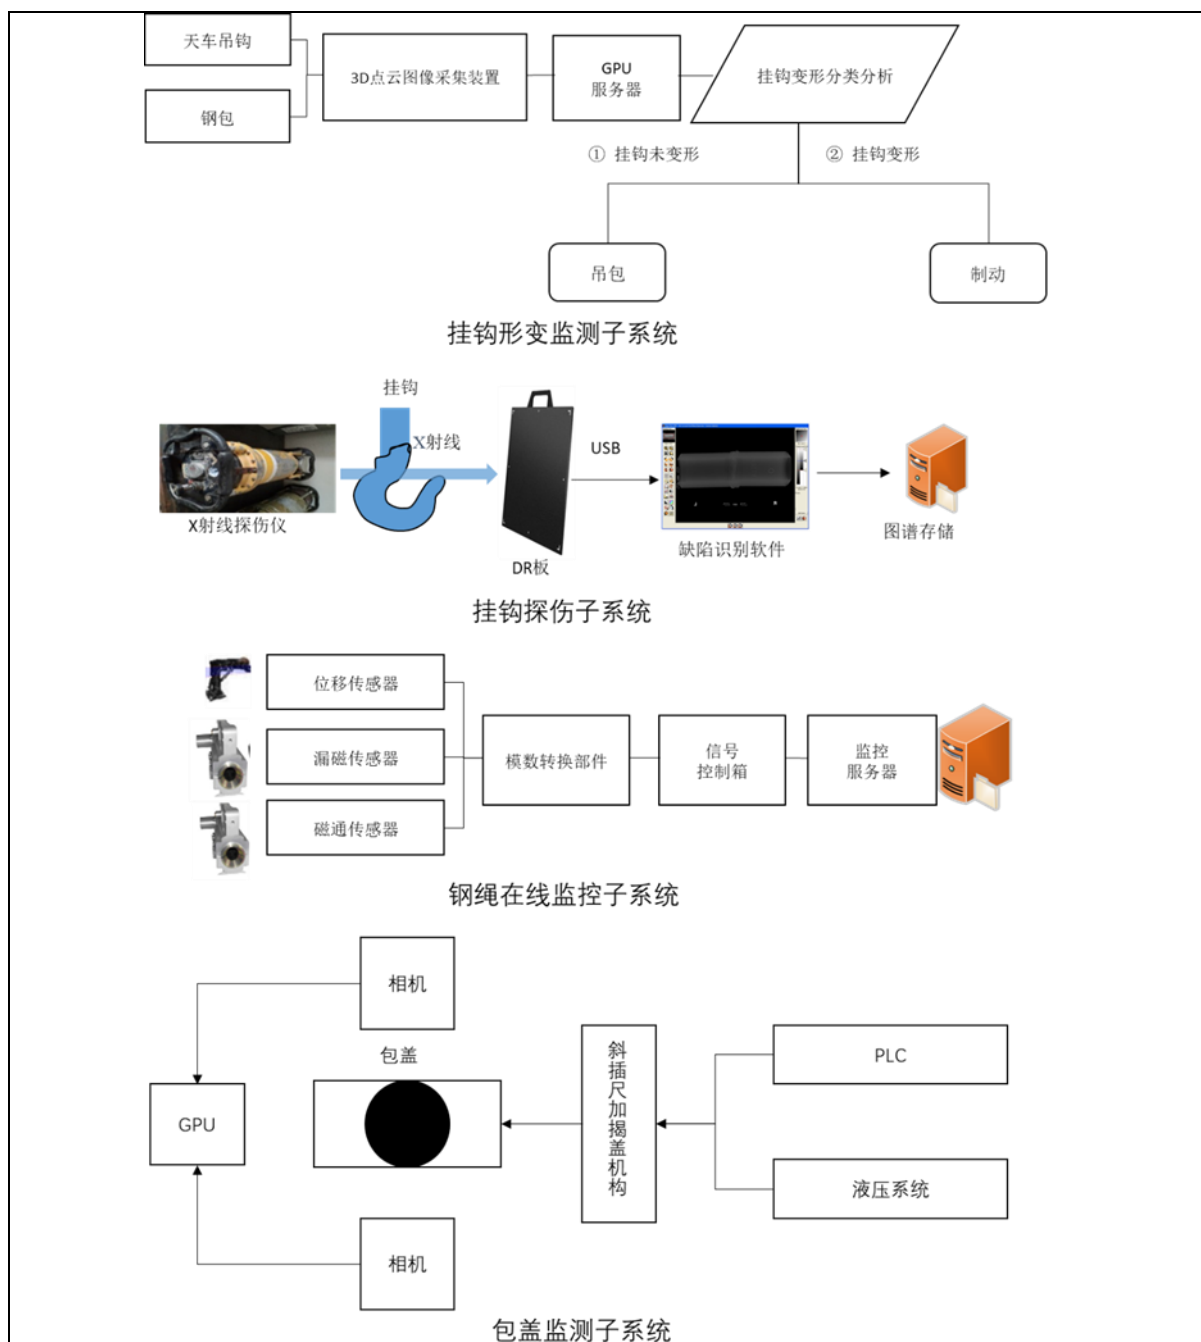 天车吊钩
钢包
3D点云图像采集装置
GPU
服务器
挂钩变形分类分析
① 挂钩未变形
② 挂钩变形
吊包
制动
挂钩形变监测子系统
挂钩
X射线
USB
X射线探伤仪
DR板
缺陷识别软件
图谱存储
挂钩探伤子系统
位移传感器
漏磁传感器
磁通传感器
模数转换部件
信号
控制箱
监控
服务器
钢绳在线监控子系统
相机
包盖
GPU
斜插尺加揭盖机构
PLC
液压系统
相机
包盖监测子系统